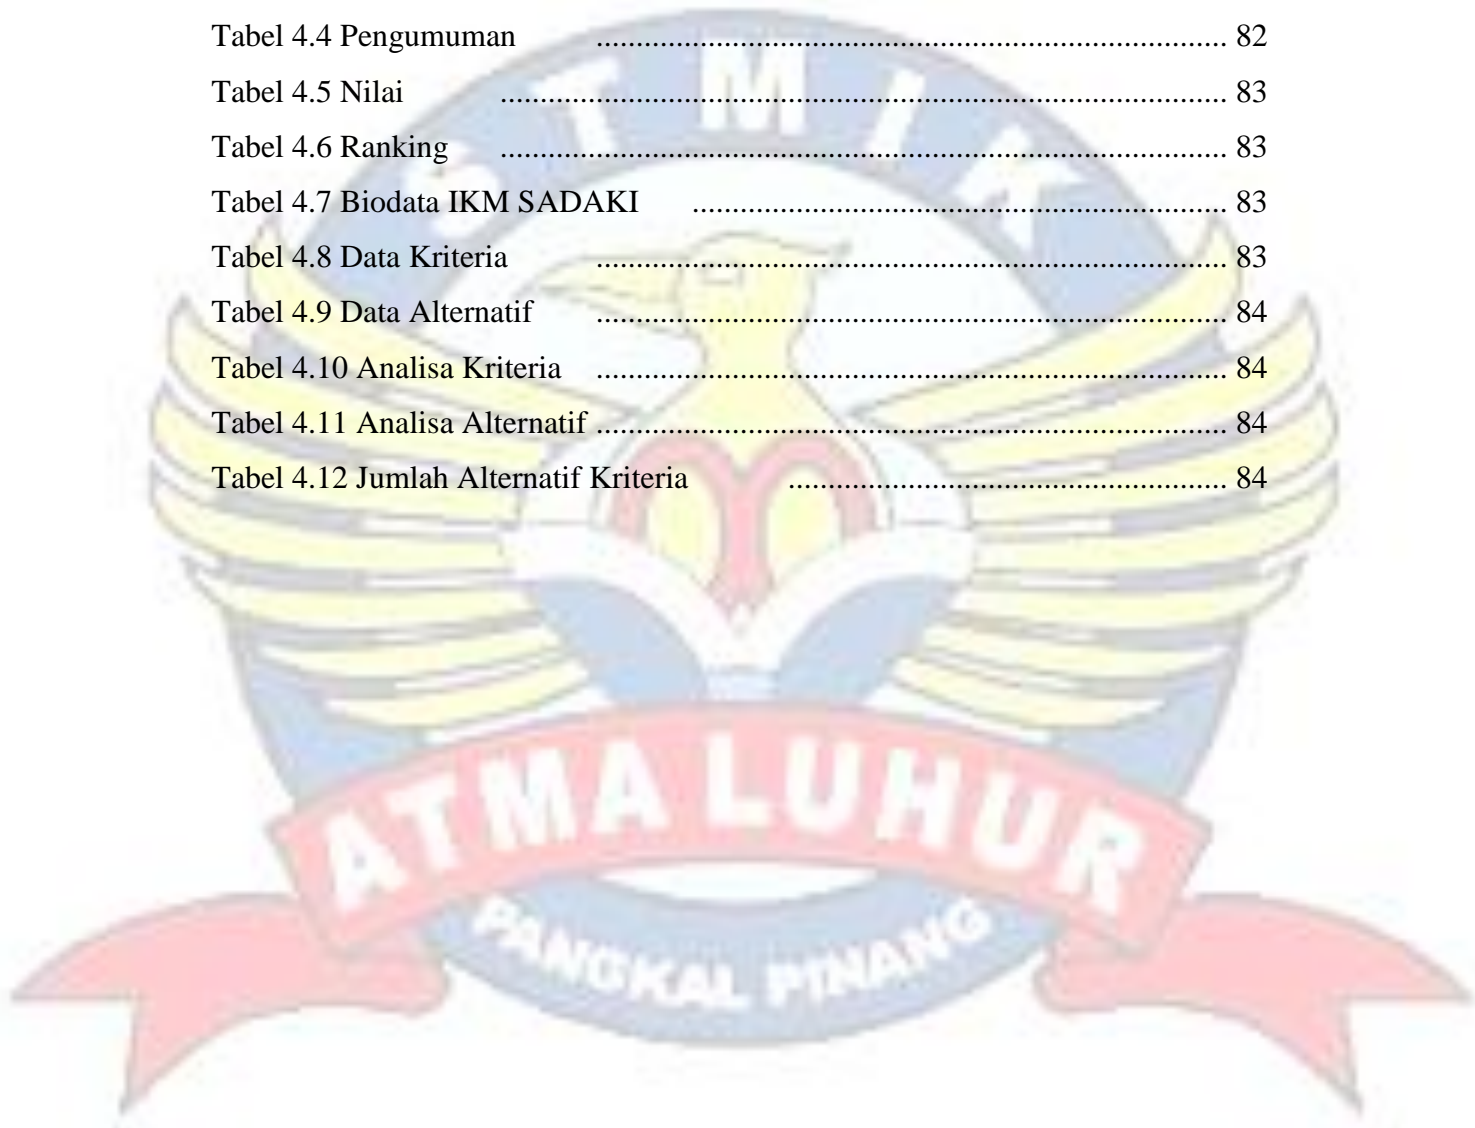 Tabel 4.4 Pengumuman ............................................................................... 82
Tabel 4.5 Nilai ........................................................................................... 83
Tabel 4.6 Ranking ........................................................................................... 83
Tabel 4.7 Biodata IKM SADAKI ................................................................... 83
Tabel 4.8 Data Kriteria ............................................................................... 83
Tabel 4.9 Data Alternatif ............................................................................... 84
Tabel 4.10 Analisa Kriteria ............................................................................... 84
Tabel 4.11 Analisa Alternatif ............................................................................... 84
Tabel 4.12 Jumlah Alternatif Kriteria ....................................................... 84
STMIK
ATMA LUHUR
PANGKAL PINANG